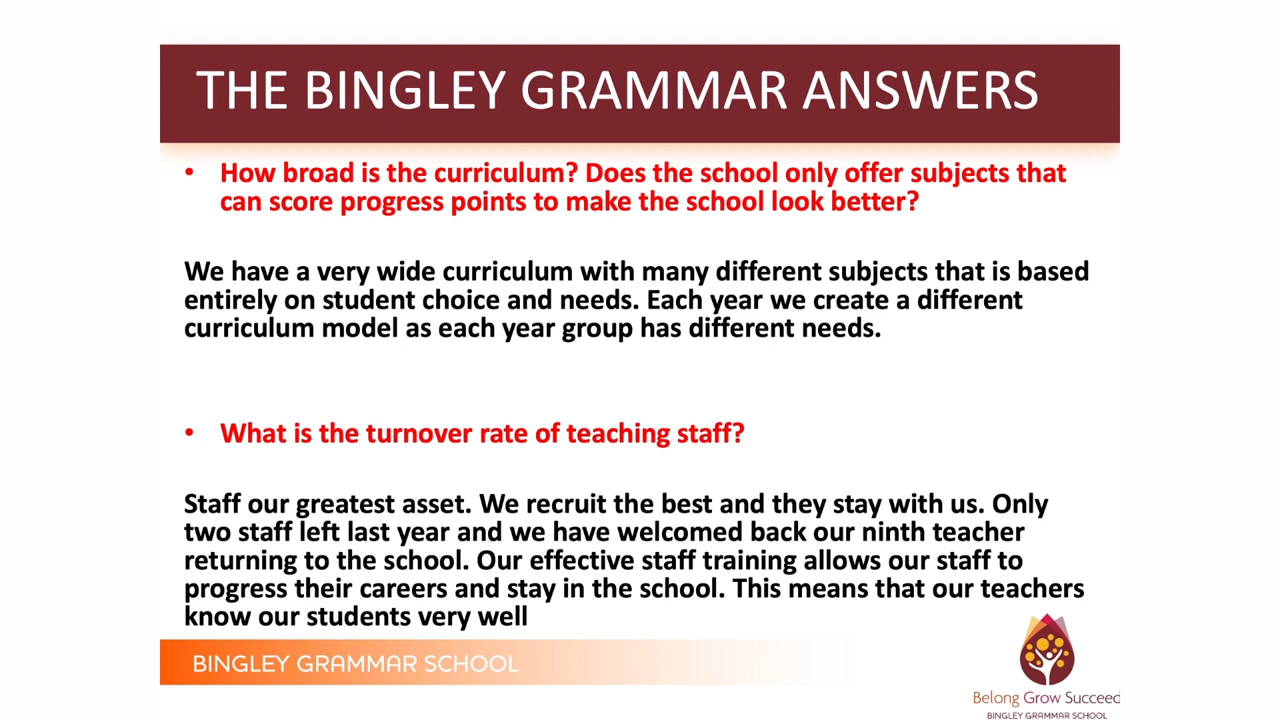 THE BINGLEY GRAMMAR ANSWERS
• How broad is the curriculum? Does the school only offer subjects that
can score progress points to make the school look better?
We have a very wide curriculum with many different subjects that is based
entirely on student choice and needs. Each year we create a different
curriculum model as each year group has different needs.
• What is the turnover rate of teaching staff?
Staff our greatest asset. We recruit the best and they stay with us. Only
two staff left last year and we have welcomed back our ninth teacher
returning to the school. Our effective staff training allows our staff to
progress their careers and stay in the school. This means that our teachers
know our students very well
BINGLEY GRAMMAR SCHOOL
Belong Grow Succeed
BINGLEY GRAMMAR SCHOOL